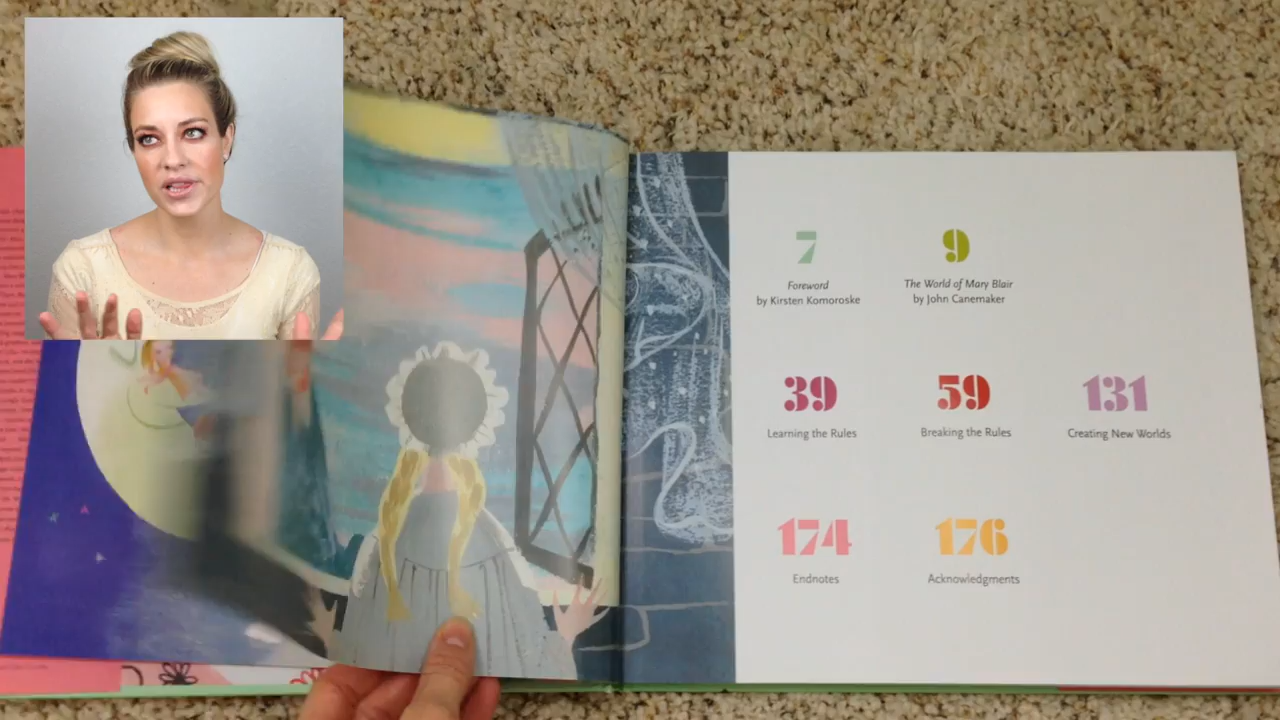 7
Foreword
by Kirsten Komoroske
9
The World of Mary Blair
by John Canemaker
39
Learning the Rules
59
Breaking the Rules
131
Creating New Worlds
174
Endnotes
176
Acknowledgments